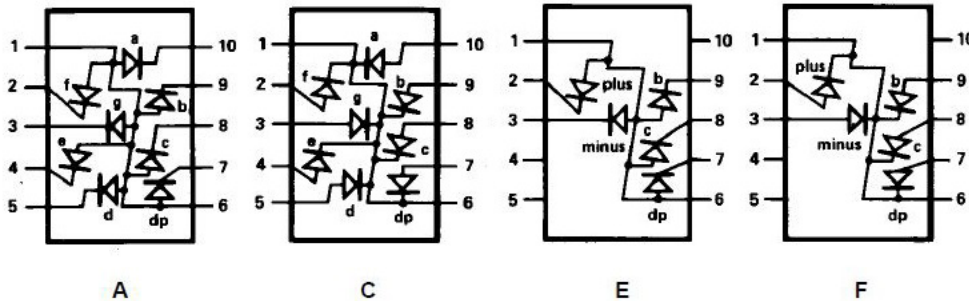 1 a 10
2 f 9
g b
3 8
e c
4 7
5 d 6
dp
A
1 a 10
2 f b 9
3 g 8
e c
4 7
5 d 6
dp
C
1 10
2 plus b 9
3 8
minus c
4 7
5 6
dp
E
1 10
plus
2 b 9
3 8
minus c
4 7
5 6
dp
F